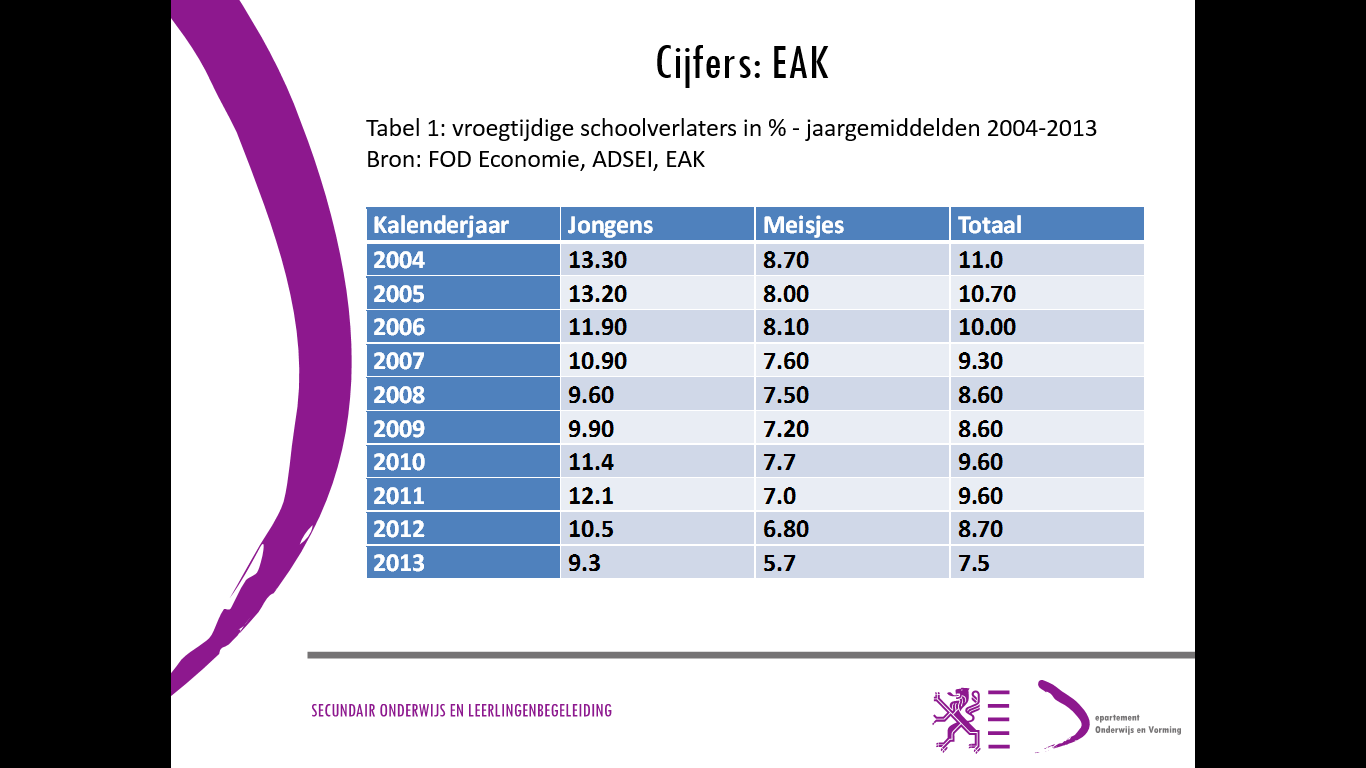 Cijfers: EAK
Tabel 1: vroegtijdige schoolverlaters in % - jaargemiddelden 2004-2013
Bron: FOD Economie, ADSEI, EAK
Kalenderjaar Jongens Meisjes Totaal
2004 13.30 8.70 11.0
2005 13.20 8.00 10.70
2006 11.90 8.10 10.00
2007 10.90 7.60 9.30
2008 9.60 7.50 8.60
2009 9.90 7.20 8.60
2010 11.4 7.7 9.60
2011 12.1 7.0 9.60
2012 10.5 6.80 8.70
2013 9.3 5.7 7.5
SECUNDAIR ONDERWIJS EN LEERLINGENBEGELEIDING
epartement
Onderwijs en Vorming